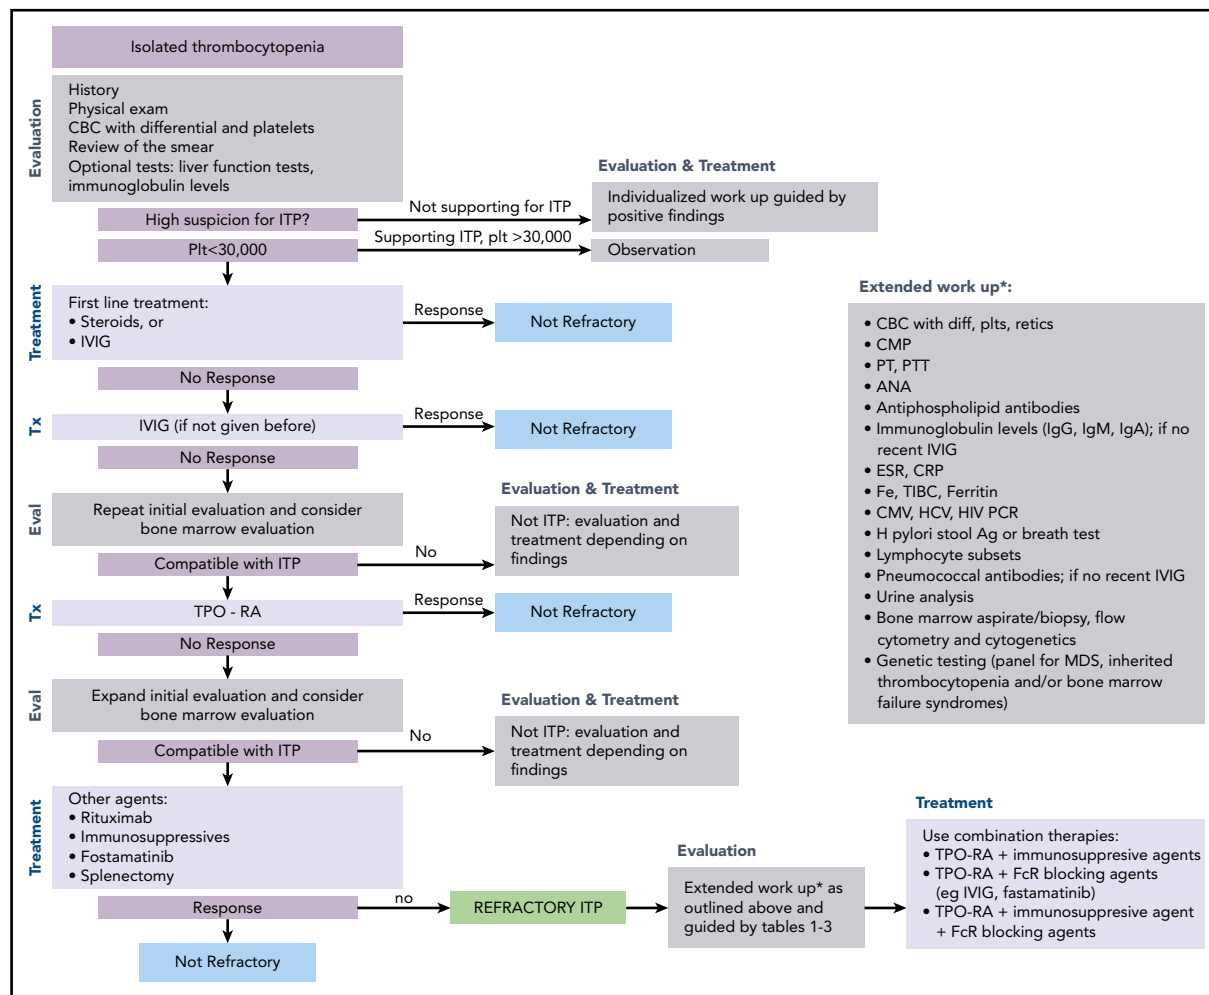 Isolated thrombocytopenia
Evaluation
History
Physical exam
CBC with differential and platelets
Review of the smear
Optional tests: liver function tests,
immunoglobulin levels
High suspicion for ITP?
Not supporting for ITP
Evaluation & Treatment
Individualized work up guided by
positive findings
Plt<30,000
Supporting ITP, plt >30,000
Observation
Treatment
First line treatment:
• Steroids, or
• IVIG
Response
Not Refractory
No Response
Tx
IVIG (if not given before)
Response
Not Refractory
No Response
Eval
Repeat initial evaluation and consider
bone marrow evaluation
Compatible with ITP
No
Evaluation & Treatment
Not ITP: evaluation and
treatment depending on
findings
Tx
TPO - RA
Response
Not Refractory
No Response
Eval
Expand initial evaluation and consider
bone marrow evaluation
Compatible with ITP
No
Evaluation & Treatment
Not ITP: evaluation and
treatment depending on
findings
Treatment
Other agents:
• Rituximab
• Immunosuppressives
• Fostamatinib
• Splenectomy
Response
no
Not Refractory
REFRACTORY ITP
Evaluation
Extended work up* as
outlined above and
guided by tables 1-3
Treatment
Use combination therapies:
• TPO-RA + immunosuppresive agents
• TPO-RA + FcR blocking agents
(eg IVIG, fastamatinib)
• TPO-RA + immunosuppresive agent
+ FcR blocking agents
Extended work up*:
• CBC with diff, plts, retics
• CMP
• PT, PTT
• ANA
• Antiphospholipid antibodies
• Immunoglobulin levels (IgG, IgM, IgA); if no
recent IVIG
• ESR, CRP
• Fe, TIBC, Ferritin
• CMV, HCV, HIV PCR
• H pylori stool Ag or breath test
• Lymphocyte subsets
• Pneumococcal antibodies; if no recent IVIG
• Urine analysis
• Bone marrow aspirate/biopsy, flow
cytometry and cytogenetics
• Genetic testing (panel for MDS, inherited
thrombocytopenia and/or bone marrow
failure syndromes)